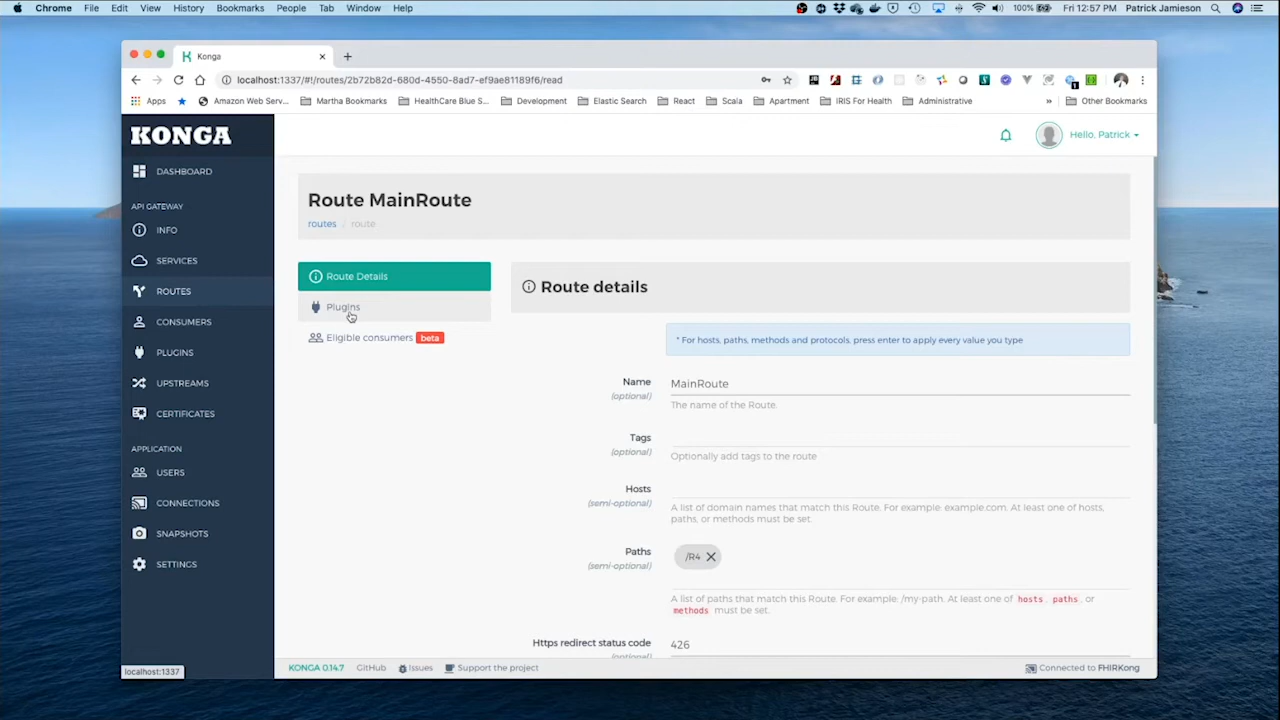 Chrome File Edit View History Bookmarks People Tab Window Help 100% Fri 12:57 PM Patrick Jamieson
Konga
localhost:1337/#!/routes/2b72b82d-680d-4550-8ad7-ef9ae81189f6/read
Apps Amazon Web Serv... Martha Bookmarks HealthCare Blue S... Development Elastic Search React Scala Apartment IRIS For Health Administrative » Other Bookmarks
KONGA
Hello, Patrick
DASHBOARD
API GATEWAY
INFO
SERVICES
ROUTES
CONSUMERS
PLUGINS
UPSTREAMS
CERTIFICATES
APPLICATION
USERS
CONNECTIONS
SNAPSHOTS
SETTINGS
Route MainRoute
routes / route
Route Details
Plugins
Eligible consumers beta
Route details
* For hosts, paths, methods and protocols, press enter to apply every value you type
Name
(optional)
MainRoute
The name of the Route.
Tags
(optional)
Optionally add tags to the route
Hosts
(semi-optional)
A list of domain names that match this Route. For example: example.com. At least one of hosts,
paths, or methods must be set.
Paths
(semi-optional)
/R4
A list of paths that match this Route. For example: /my-path. At least one of hosts, paths, or
methods must be set.
Https redirect status code
(optional)
426
localhost:1337
KONGA 0.14.7 GitHub Issues Support the project Connected to FHIRKong